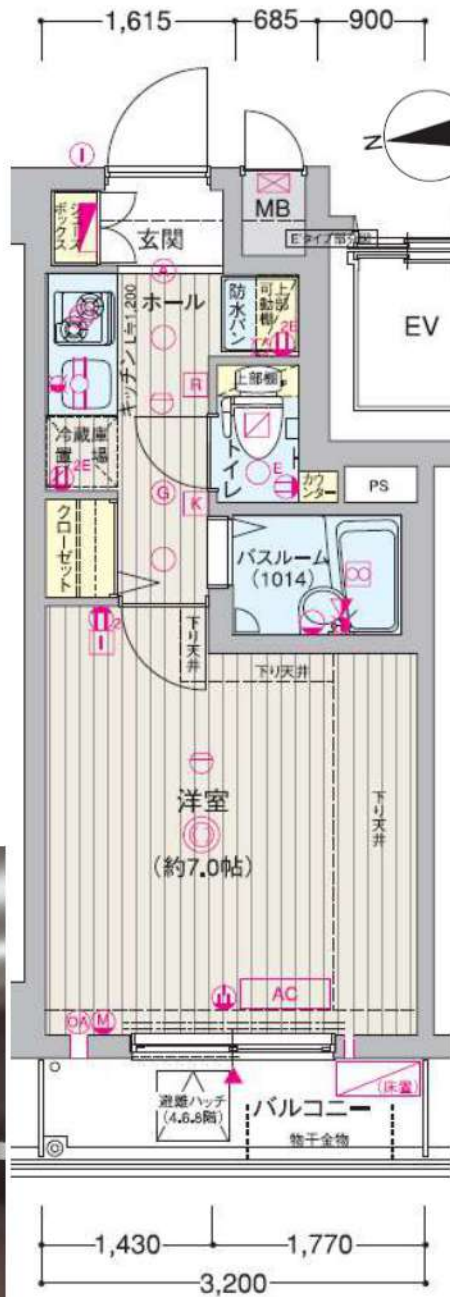 1,615 685 900
I
N
MB
シューズボックス
玄関
Eタイプ部分図
A
ホール
キッチン L≒1,200
防水パン
上部可動棚
2E
EV
R
上部棚
トイレ
冷蔵庫置場
2E
E
カウンター
PS
G
K
クローゼット
バスルーム
(1014)
2
I
下り天井
下り天井
下り天井
洋室
(約7.0帖)
AC
OA
M
避難ハッチ
(4.6.8階)
(床置)
バルコニー
物干金物
1,430 1,770
3,200